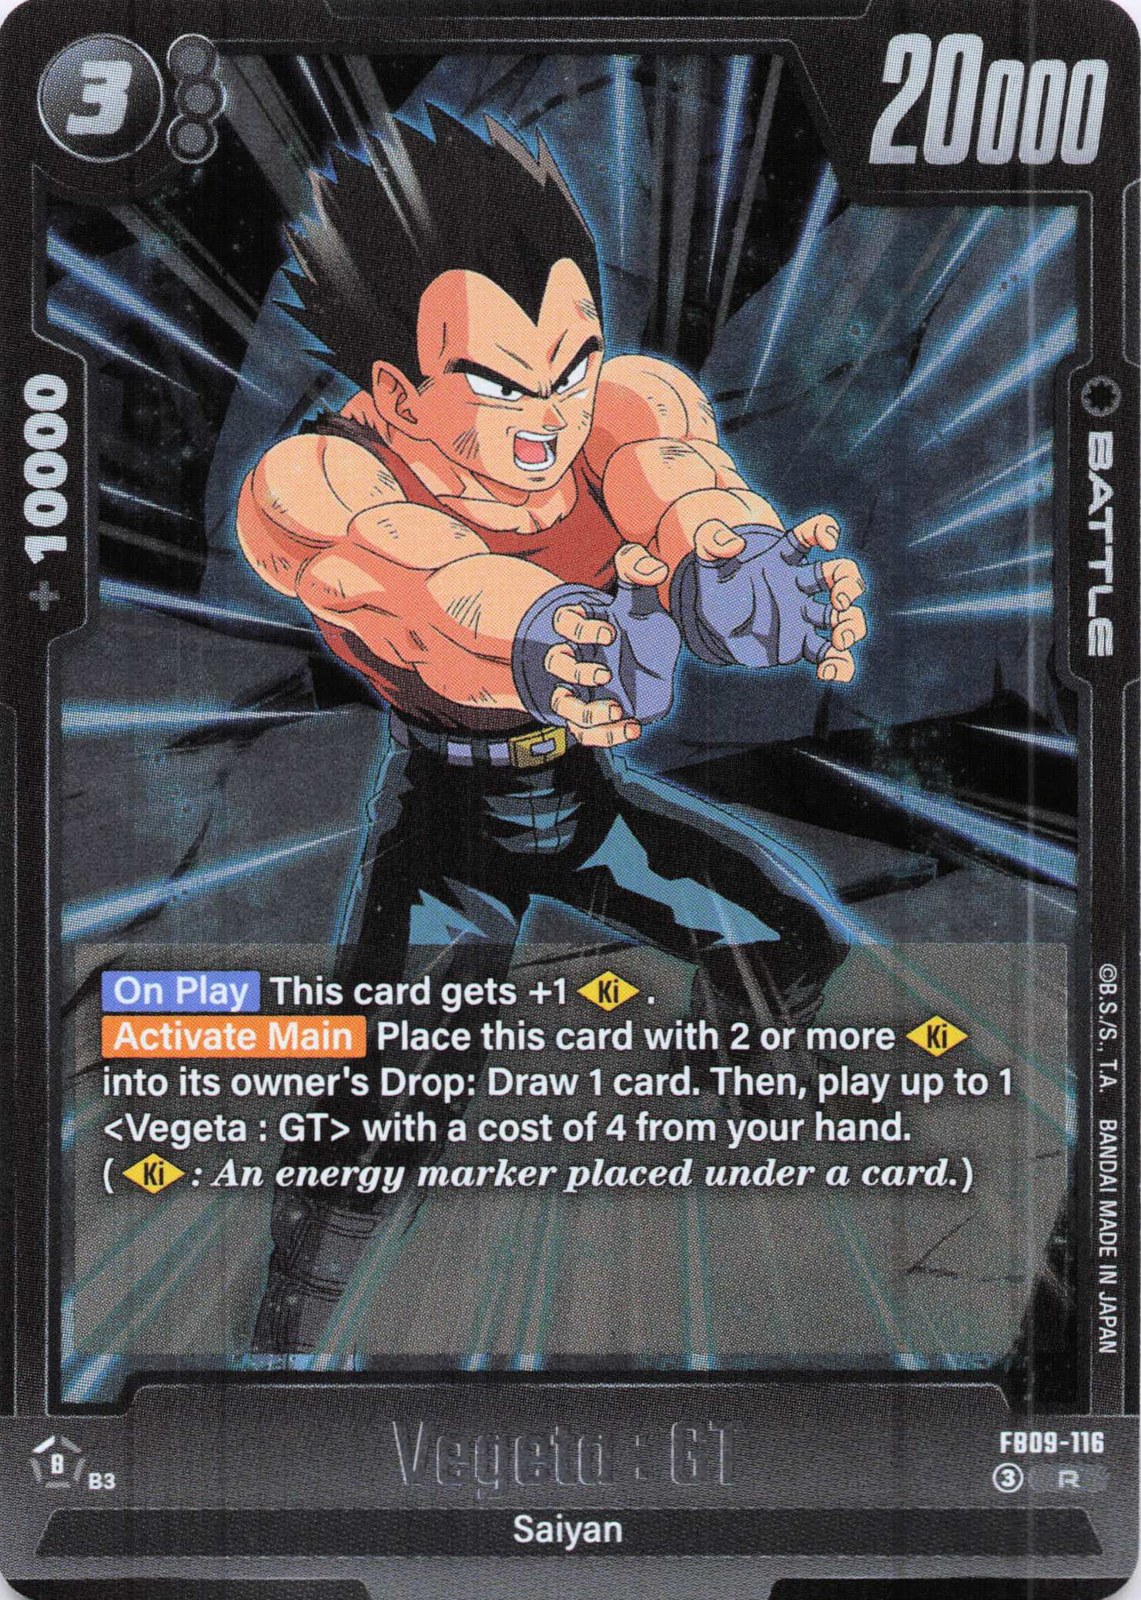 3
20000
+10000
BATTLE
On Play This card gets +1 Ki .
Activate Main Place this card with 2 or more Ki
into its owner's Drop: Draw 1 card. Then, play up to 1
<Vegeta : GT> with a cost of 4 from your hand.
( Ki : An energy marker placed under a card.)
©B.S./S., T.A. BANDAI MADE IN JAPAN
Vegeta : GT
FB09-116
3 R
B
B3
Saiyan